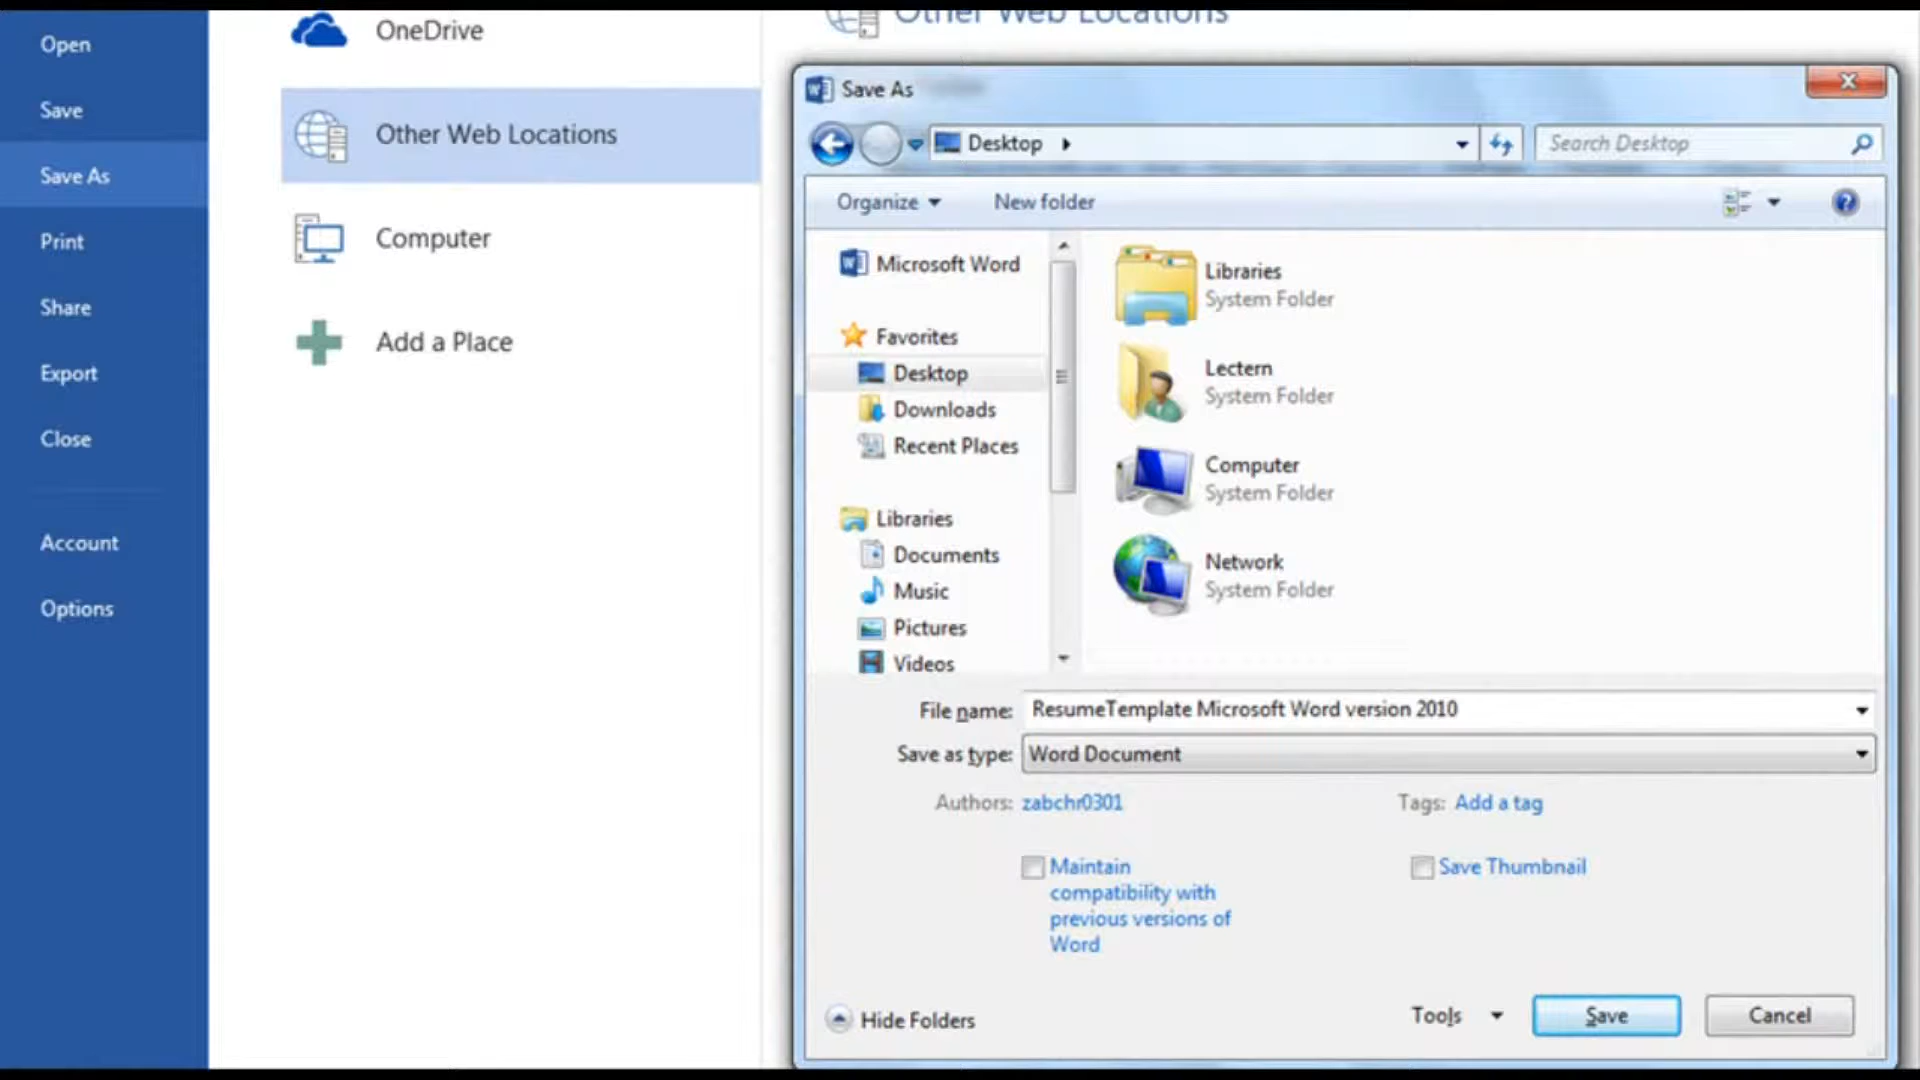 Open
Save
Save As
Print
Share
Export
Close
Account
Options
OneDrive
Other Web Locations
Computer
Add a Place
Other Web Locations
Save As
Desktop
Search Desktop
Organize
New folder
Microsoft Word
Favorites
Desktop
Downloads
Recent Places
Libraries
Documents
Music
Pictures
Videos
Libraries
System Folder
Lectern
System Folder
Computer
System Folder
Network
System Folder
File name: ResumeTemplate Microsoft Word version 2010
Save as type: Word Document
Authors: zabchr0301
Tags: Add a tag
Maintain
compatibility with
previous versions of
Word
Save Thumbnail
Hide Folders
Tools
Save
Cancel